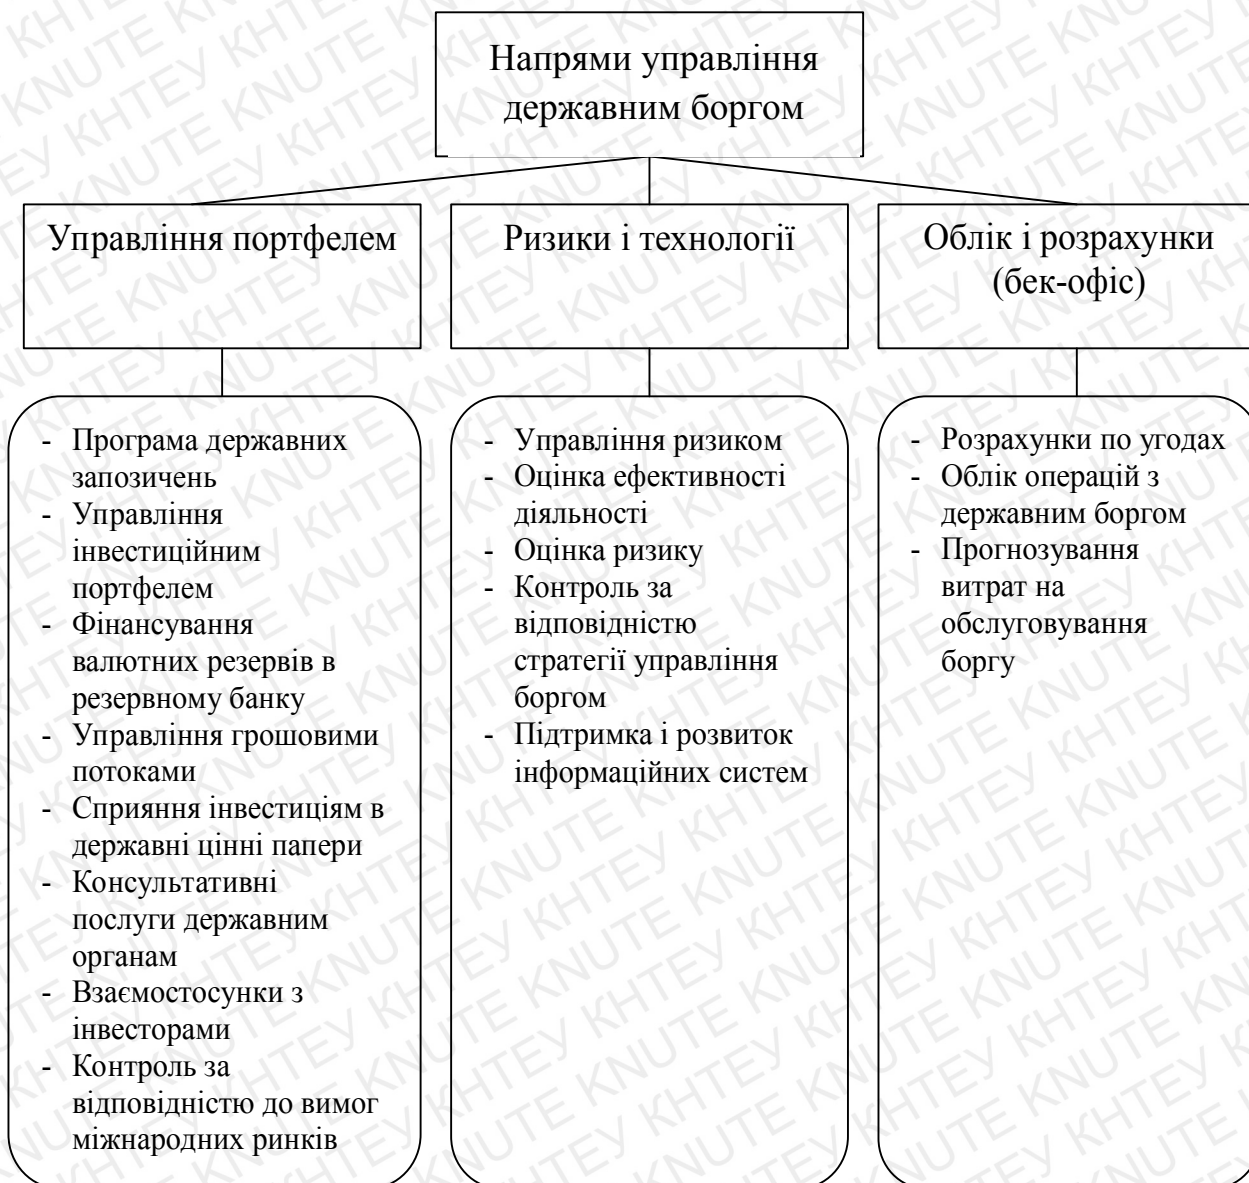 Напрями управління
державним боргом
Управління портфелем
Ризики і технології
Облік і розрахунки
(бек-офіс)
- Програма державних
запозичень
- Управління
інвестиційним
портфелем
- Фінансування
валютних резервів в
резервному банку
- Управління грошовими
потоками
- Сприяння інвестиціям в
державні цінні папери
- Консультативні
послуги державним
органам
- Взаємостосунки з
інвесторами
- Контроль за
відповідністю до вимог
міжнародних ринків
- Управління ризиком
- Оцінка ефективності
діяльності
- Оцінка ризику
- Контроль за
відповідністю
стратегії управління
боргом
- Підтримка і розвиток
інформаційних систем
- Розрахунки по угодах
- Облік операцій з
державним боргом
- Прогнозування
витрат на
обслуговування
боргу